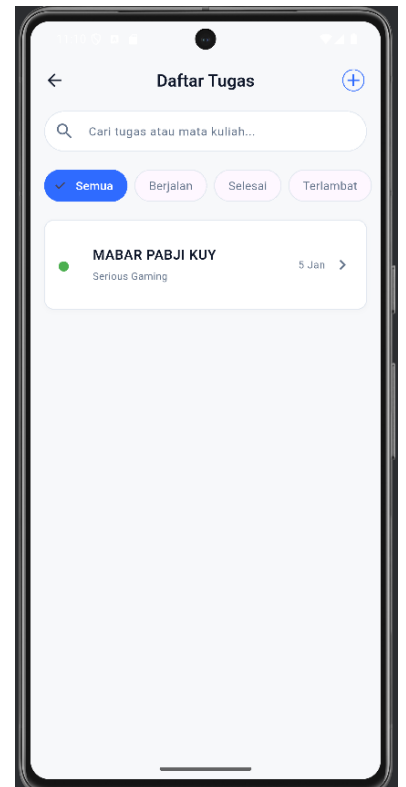 Daftar Tugas
Cari tugas atau mata kuliah...
Semua
Berjalan
Selesai
Terlambat
MABAR PABJI KUY
5 Jan
Serious Gaming